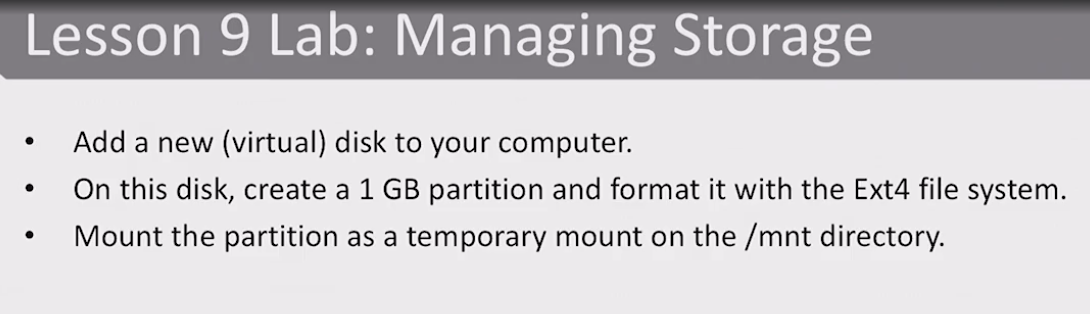 Lesson 9 Lab: Managing Storage
• Add a new (virtual) disk to your computer.
• On this disk, create a 1 GB partition and format it with the Ext4 file system.
• Mount the partition as a temporary mount on the /mnt directory.